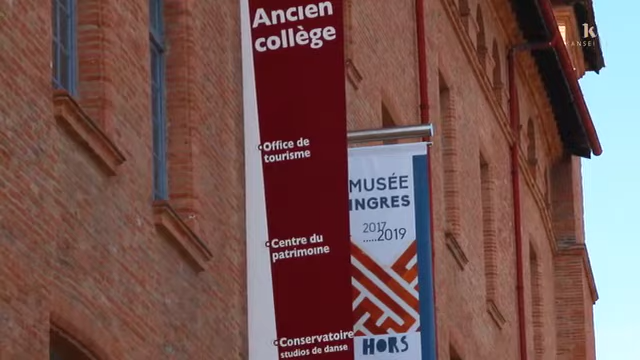 Ancien
collège
Office de
tourisme
Centre du
patrimoine
Conservatoire
studios de danse
MUSÉE
INGRES
2017
.....2019
HORS
k